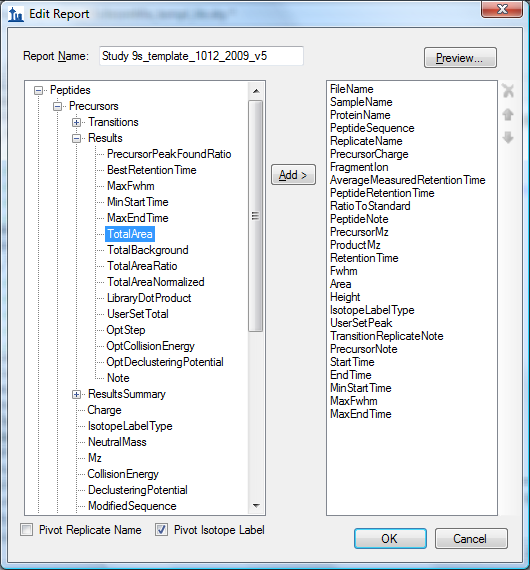 Edit Report
Report Name: Study 9s_template_1012_2009_v5
Preview...
Peptides
Precursors
Transitions
Results
PrecursorPeakFoundRatio
BestRetentionTime
MaxFwhm
MinStartTime
MaxEndTime
TotalArea
TotalBackground
TotalAreaRatio
TotalAreaNormalized
LibraryDotProduct
UserSetTotal
OptStep
OptCollisionEnergy
OptDeclusteringPotential
Note
ResultsSummary
Charge
IsotopeLabelType
NeutralMass
Mz
CollisionEnergy
DeclusteringPotential
ModifiedSequence
Add >
FileName
SampleName
ProteinName
PeptideSequence
ReplicateName
PrecursorCharge
FragmentIon
AverageMeasuredRetentionTime
PeptideRetentionTime
RatioToStandard
PeptideNote
PrecursorMz
ProductMz
RetentionTime
Fwhm
Area
Height
IsotopeLabelType
UserSetPeak
TransitionReplicateNote
PrecursorNote
StartTime
EndTime
MinStartTime
MaxFwhm
MaxEndTime
Pivot Replicate Name
Pivot Isotope Label
OK
Cancel